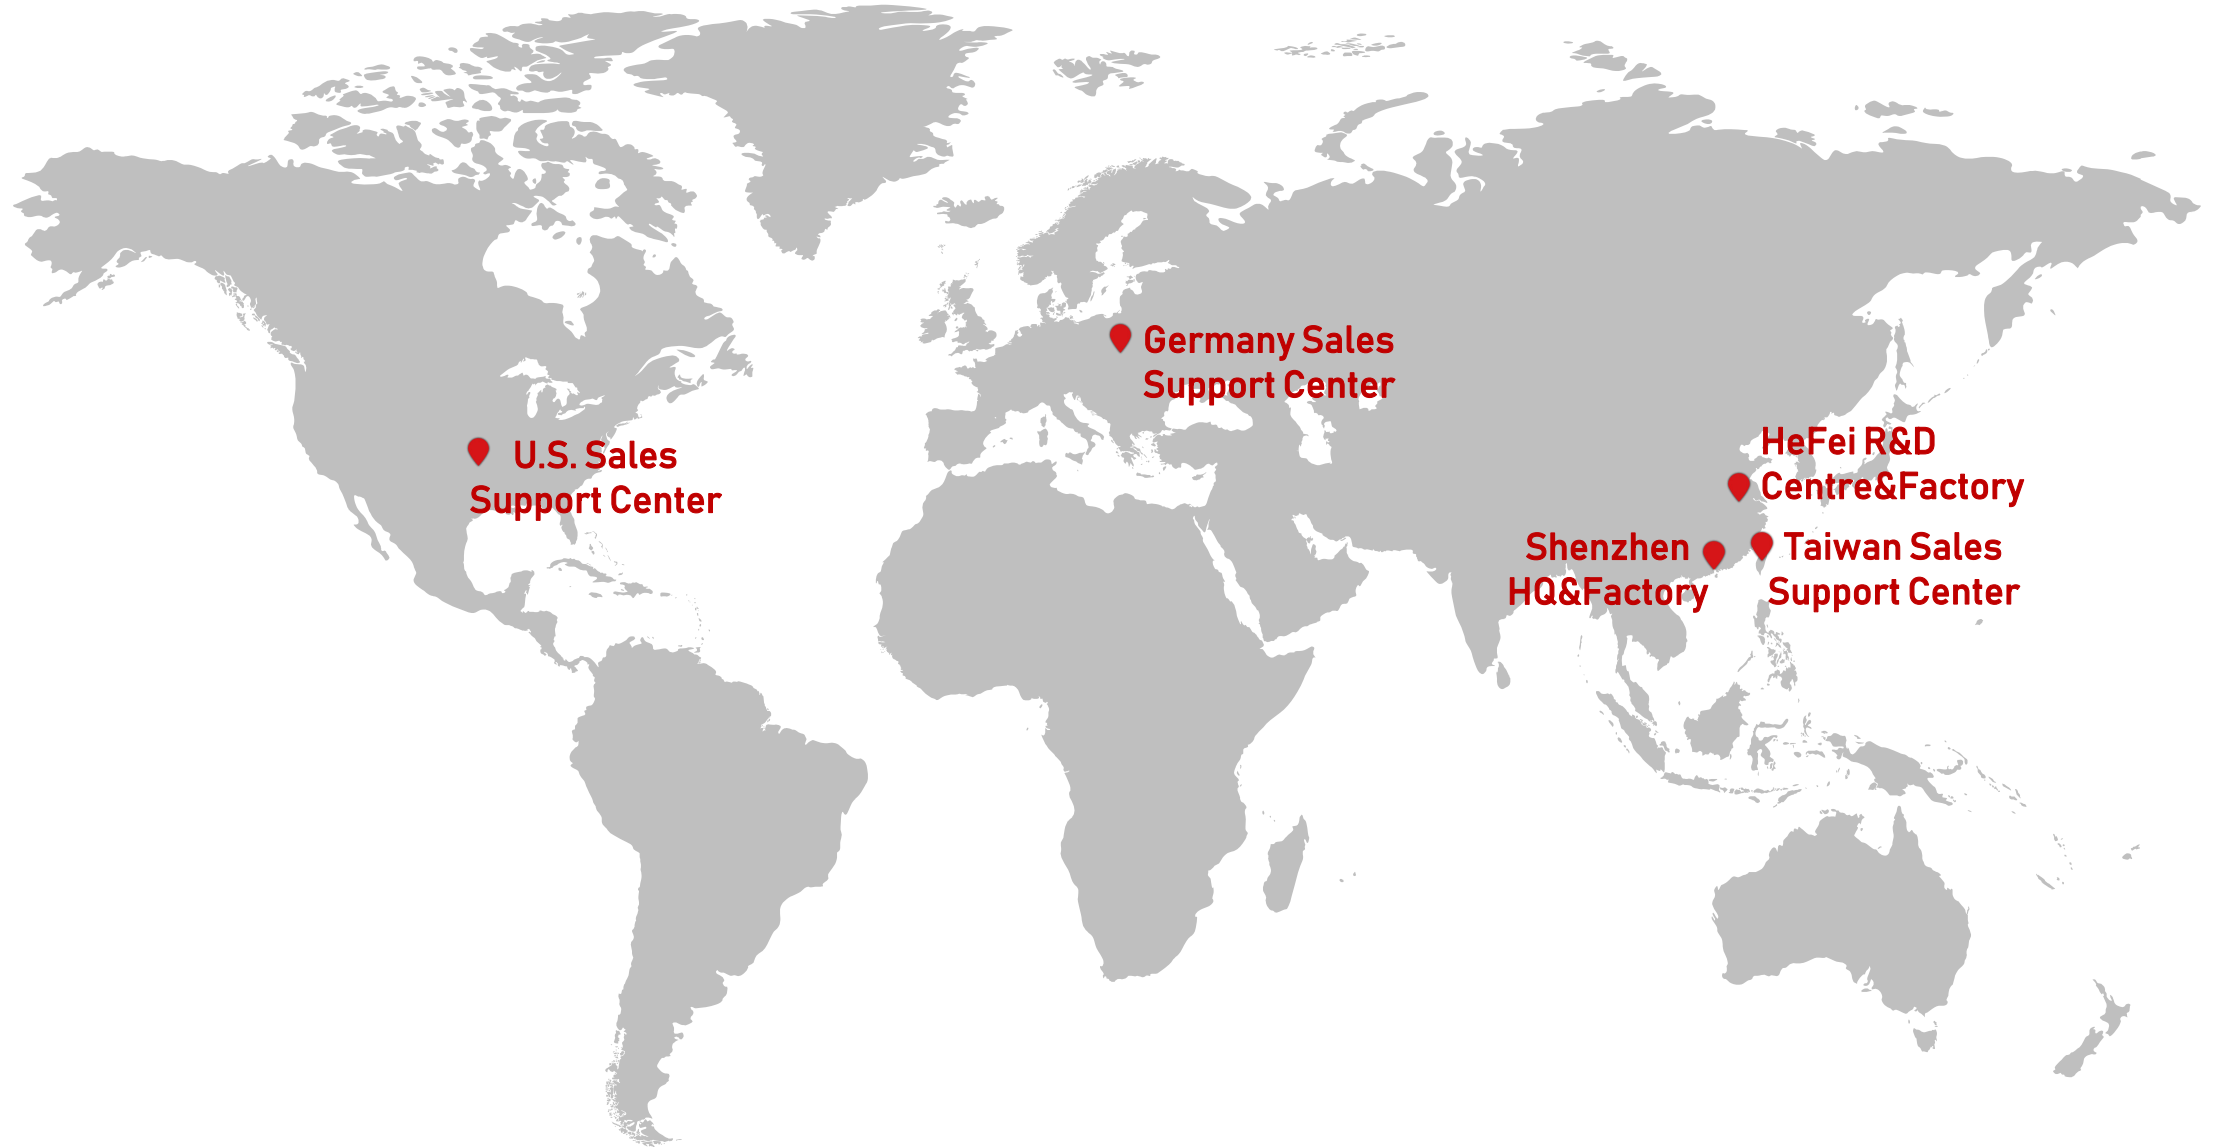 Germany Sales
Support Center
U.S. Sales
Support Center
HeFei R&D
Centre&Factory
Shenzhen
HQ&Factory
Taiwan Sales
Support Center